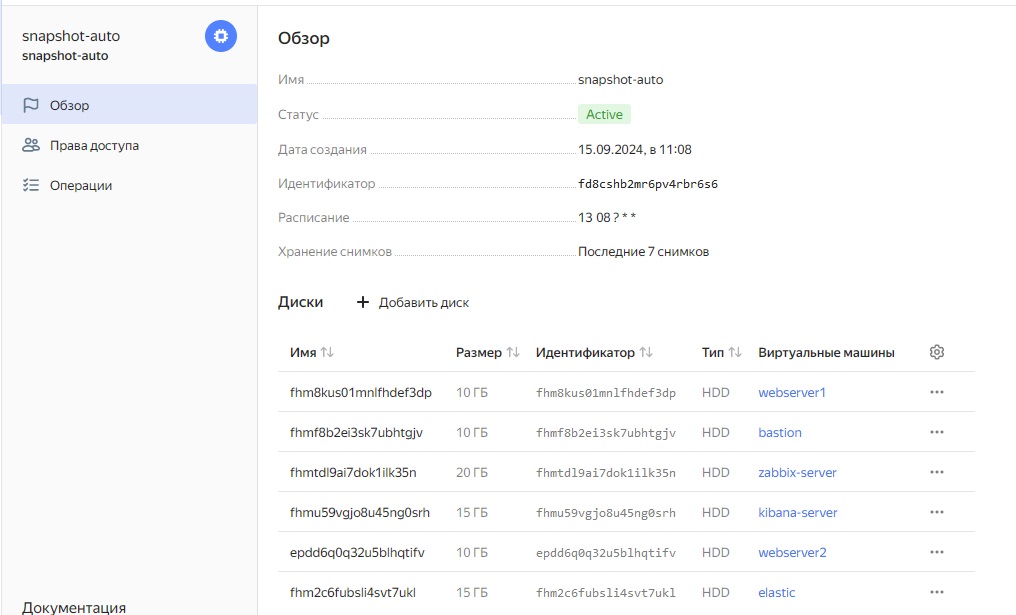 snapshot-auto
snapshot-auto
Обзор
Права доступа
Операции
Документация
Обзор
Имя snapshot-auto
Статус Active
Дата создания 15.09.2024, в 11:08
Идентификатор fd8cshb2mr6pv4rbr6s6
Расписание 13 08 ? * *
Хранение снимков Последние 7 снимков
Диски + Добавить диск
Имя Размер Идентификатор Тип Виртуальные машины
fhm8kus01mnlfhdef3dp 10 ГБ fhm8kus01mnlfhdef3dp HDD webserver1
fhmf8b2ei3sk7ubhtgjv 10 ГБ fhmf8b2ei3sk7ubhtgjv HDD bastion
fhmtdl9ai7dok1ilk35n 20 ГБ fhmtdl9ai7dok1ilk35n HDD zabbix-server
fhmu59vgjo8u45ng0srh 15 ГБ fhmu59vgjo8u45ng0srh HDD kibana-server
epdd6q0q32u5blhqtifv 10 ГБ epdd6q0q32u5blhqtifv HDD webserver2
fhm2c6fubsli4svt7ukl 15 ГБ fhm2c6fubsli4svt7ukl HDD elastic